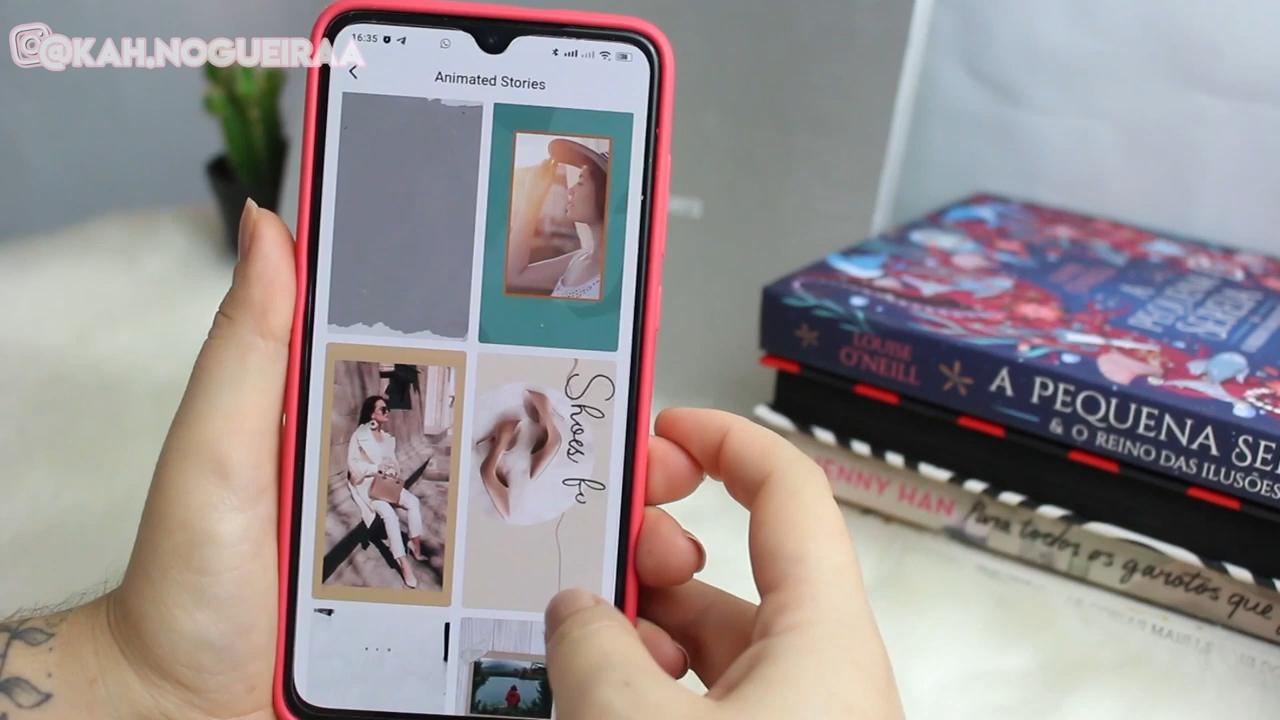 @KAH.NOGUEIRAA
16:35
Animated Stories
Shoes fo
LOUISE
O'NEILL
A PEQUENA SE
& O REINO DAS ILUSÕES
JENNY HAN
Para todos os garotos que